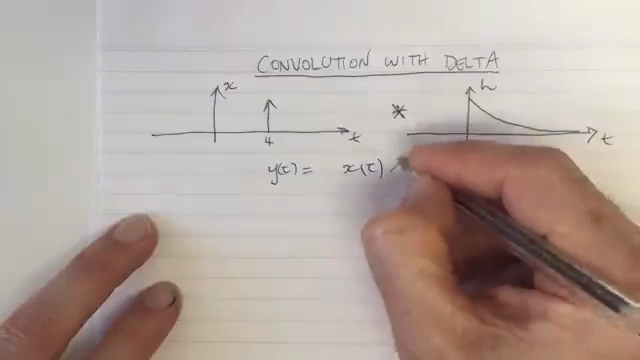 CONVOLUTION WITH DELTA
x
h
*
4
t
t
y(t) = x(τ)